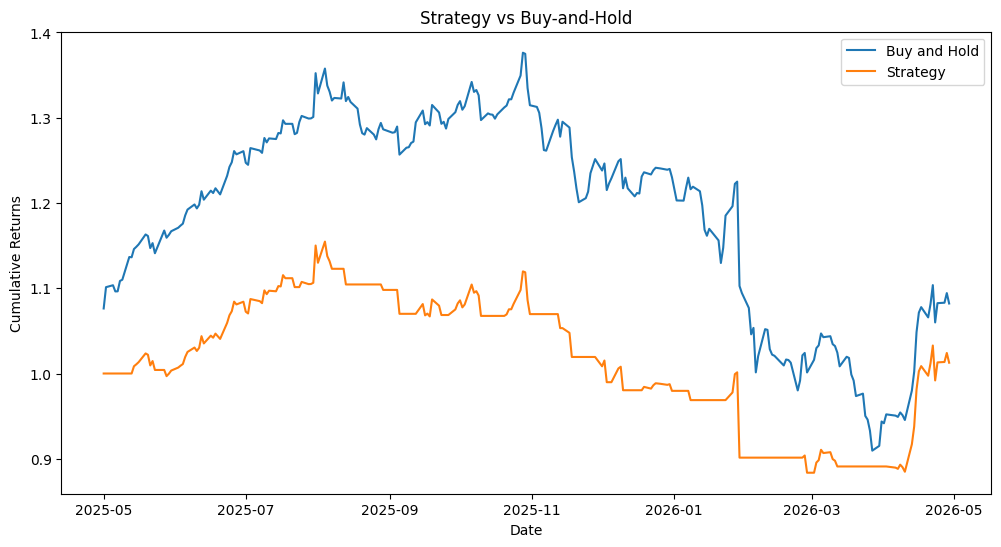 Strategy vs Buy-and-Hold
Buy and Hold
Strategy
Cumulative Returns
1.4
1.3
1.2
1.1
1.0
0.9
2025-05 2025-07 2025-09 2025-11 2026-01 2026-03 2026-05
Date